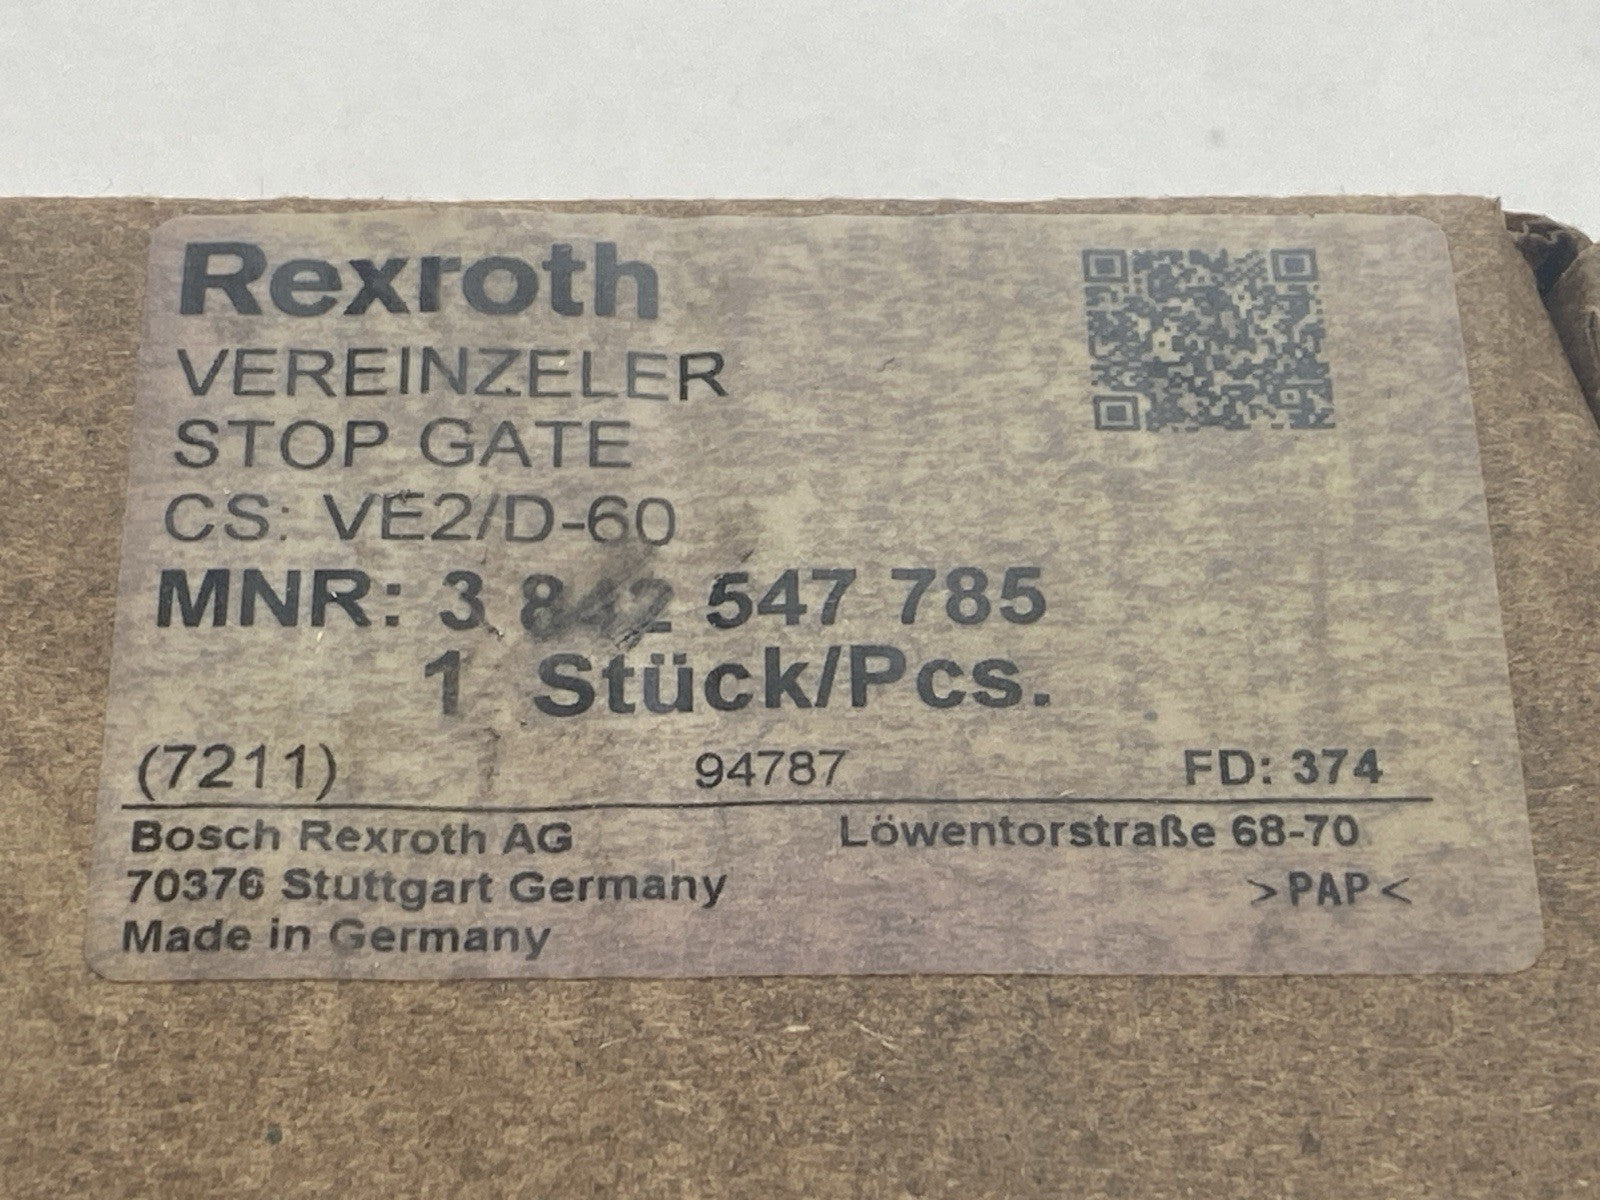 Rexroth
VEREINZELER
STOP GATE
CS: VE2/D-60
MNR: 3 842 547 785
1 Stück/Pcs.
(7211) 94787 FD: 374
Bosch Rexroth AG Löwentorstraße 68-70
70376 Stuttgart Germany >PAP<
Made in Germany